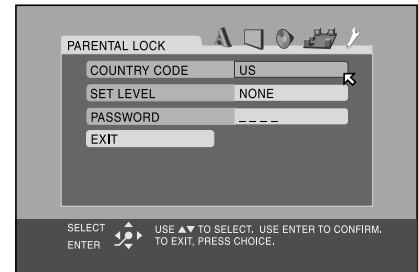 PARENTAL LOCK
COUNTRY CODE US
SET LEVEL NONE
PASSWORD _ _ _ _
EXIT
SELECT USE ▲▼ TO SELECT. USE ENTER TO CONFIRM.
ENTER TO EXIT, PRESS CHOICE.